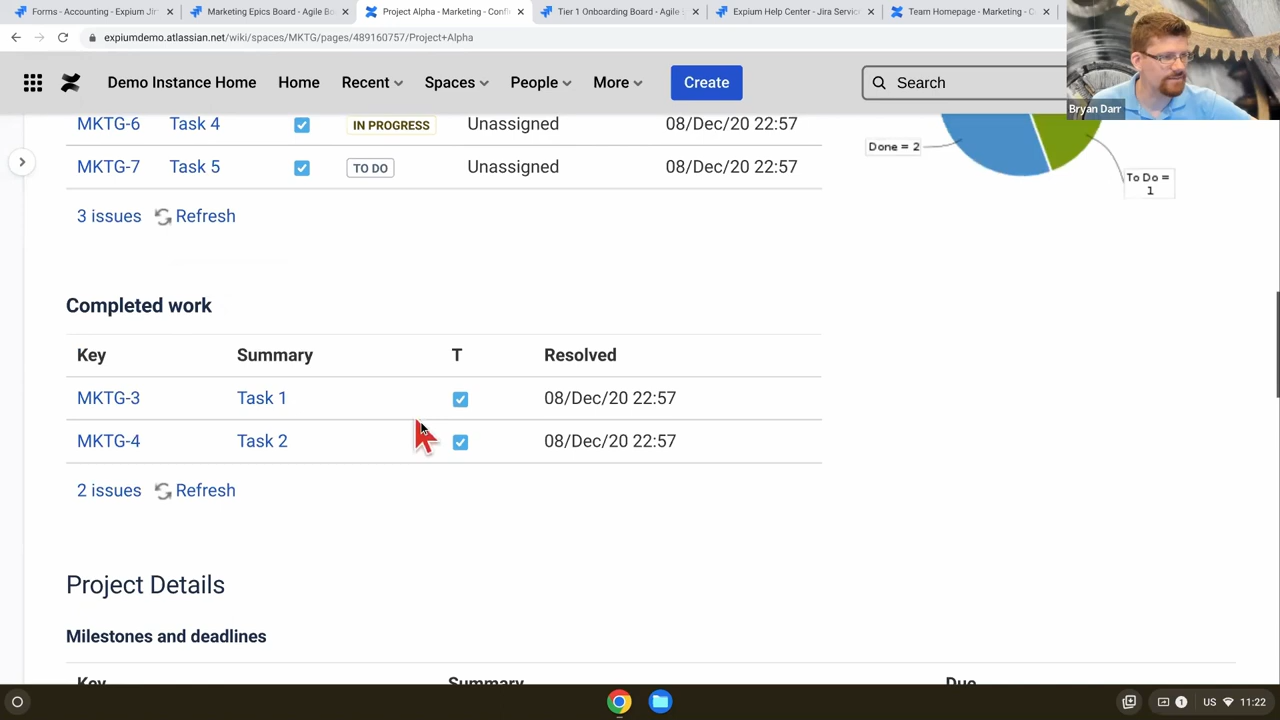 Forms - Accounting - Expium Jir
Marketing Epics Board - Agile Bo
Project Alpha - Marketing - Confl
Tier 1 Onboarding Board - Agile
Expium Help Center - Jira Servic
Team Homepage - Marketing - C
expiumdemo.atlassian.net/wiki/spaces/MKTG/pages/489160757/Project+Alpha
Demo Instance Home Home Recent Spaces People More Create Search
Bryan Darr
MKTG-6 Task 4 IN PROGRESS Unassigned 08/Dec/20 22:57
MKTG-7 Task 5 TO DO Unassigned 08/Dec/20 22:57
3 issues Refresh
Done = 2
To Do =
1
Completed work
Key Summary T Resolved
MKTG-3 Task 1 08/Dec/20 22:57
MKTG-4 Task 2 08/Dec/20 22:57
2 issues Refresh
Project Details
Milestones and deadlines
Key Summary Due
1 US 11:22